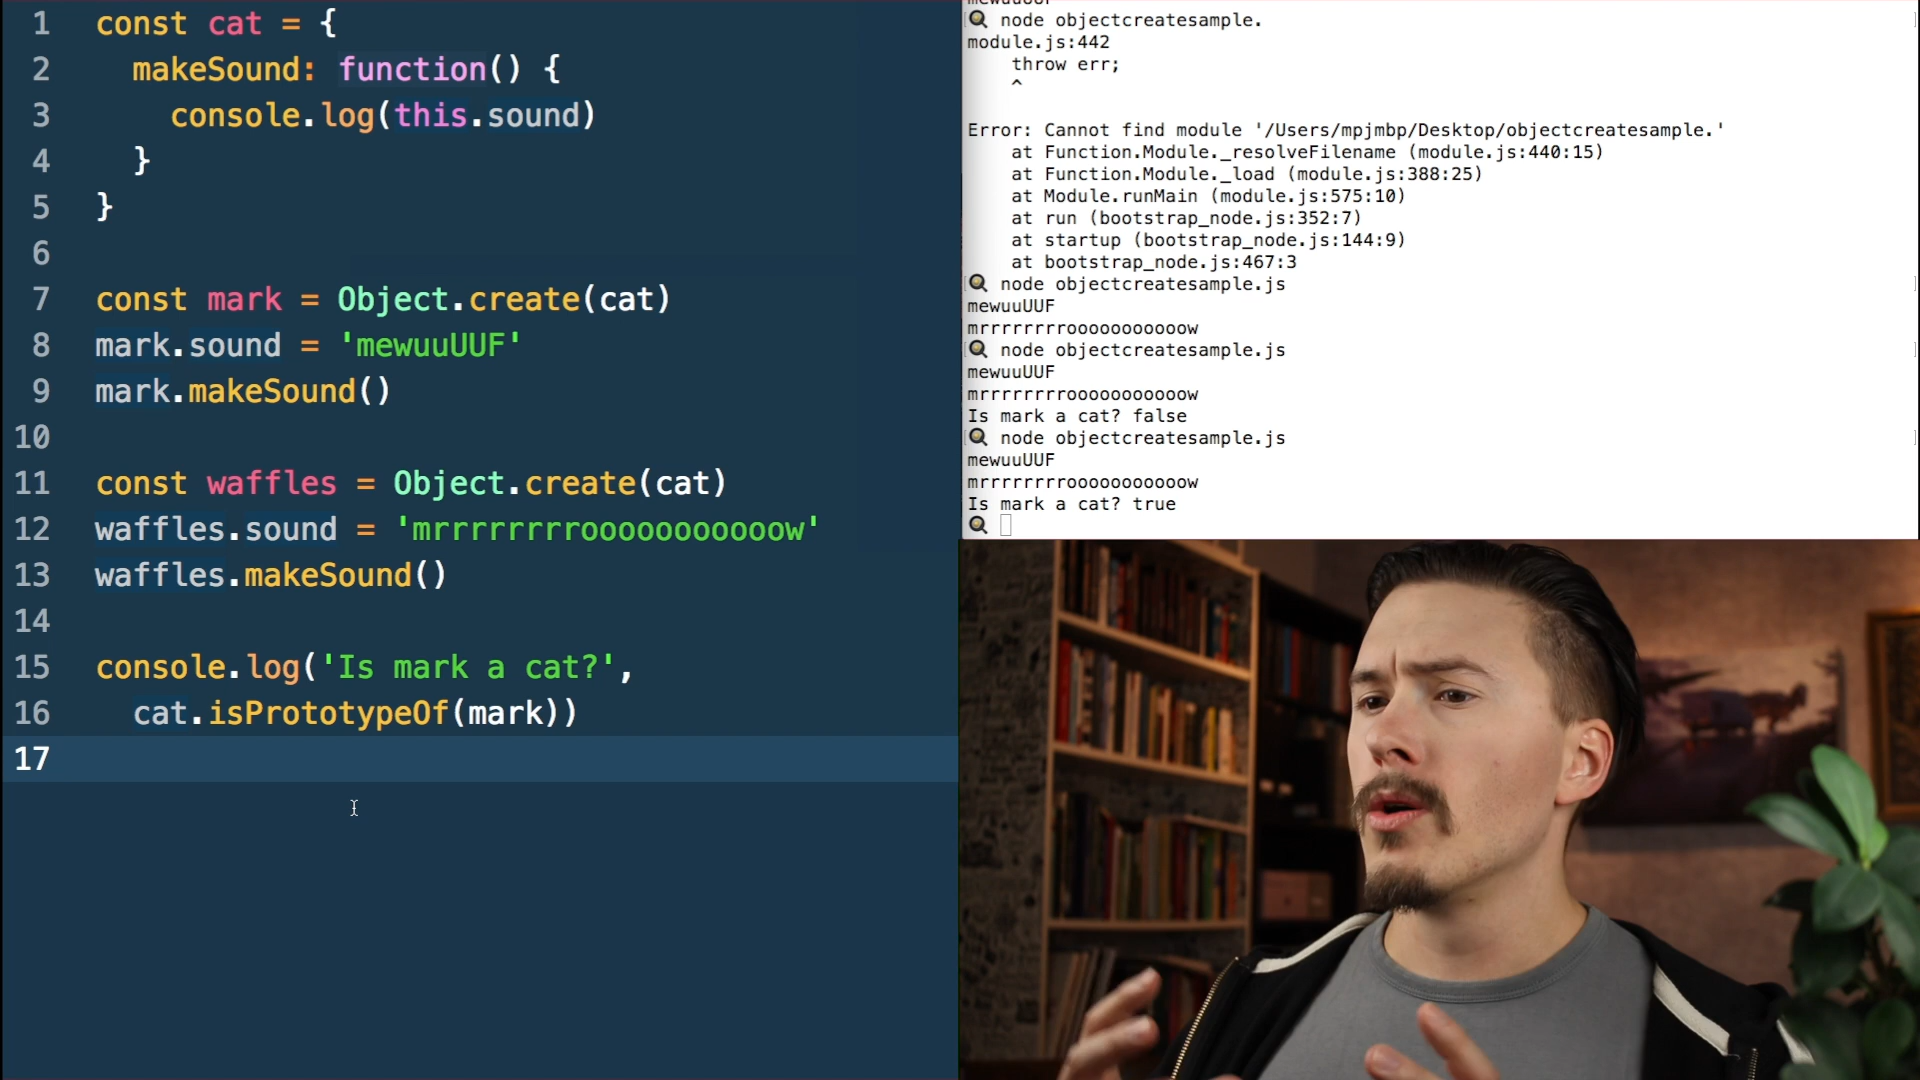 1 const cat = {
2 makeSound: function() {
3 console.log(this.sound)
4 }
5 }
6
7 const mark = Object.create(cat)
8 mark.sound = 'mewuuUUF'
9 mark.makeSound()
10
11 const waffles = Object.create(cat)
12 waffles.sound = 'mrrrrrrrrooooooooooow'
13 waffles.makeSound()
14
15 console.log('Is mark a cat?',
16 cat.isPrototypeOf(mark))
17
mewuuUUF
node objectcreatesample.
module.js:442
throw err;
^
Error: Cannot find module '/Users/mpjmbp/Desktop/objectcreatesample.'
at Function.Module._resolveFilename (module.js:440:15)
at Function.Module._load (module.js:388:25)
at Module.runMain (module.js:575:10)
at run (bootstrap_node.js:352:7)
at startup (bootstrap_node.js:144:9)
at bootstrap_node.js:467:3
node objectcreatesample.js
mewuuUUF
mrrrrrrrrooooooooooow
node objectcreatesample.js
mewuuUUF
mrrrrrrrrooooooooooow
Is mark a cat? false
node objectcreatesample.js
mewuuUUF
mrrrrrrrrooooooooooow
Is mark a cat? true